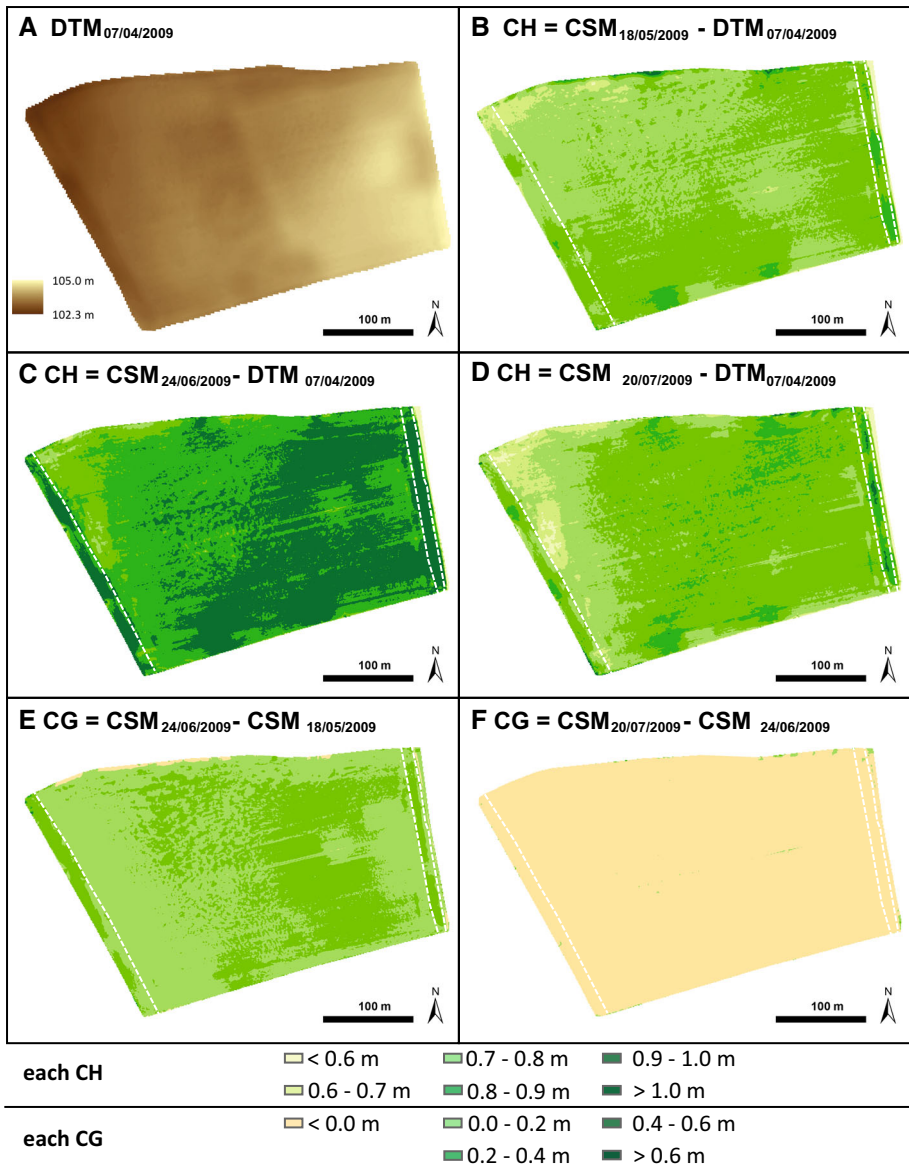 A DTM07/04/2009
B CH = CSM18/05/2009 - DTM07/04/2009
105.0 m
102.3 m
100 m
N
100 m
N
C CH = CSM24/06/2009- DTM 07/04/2009
D CH = CSM 20/07/2009 - DTM07/04/2009
100 m
N
100 m
N
E CG = CSM24/06/2009- CSM 18/05/2009
F CG = CSM20/07/2009- CSM 24/06/2009
100 m
N
100 m
N
each CH
< 0.6 m
0.7 - 0.8 m
0.9 - 1.0 m
0.6 - 0.7 m
0.8 - 0.9 m
> 1.0 m
each CG
< 0.0 m
0.0 - 0.2 m
0.4 - 0.6 m
0.2 - 0.4 m
> 0.6 m